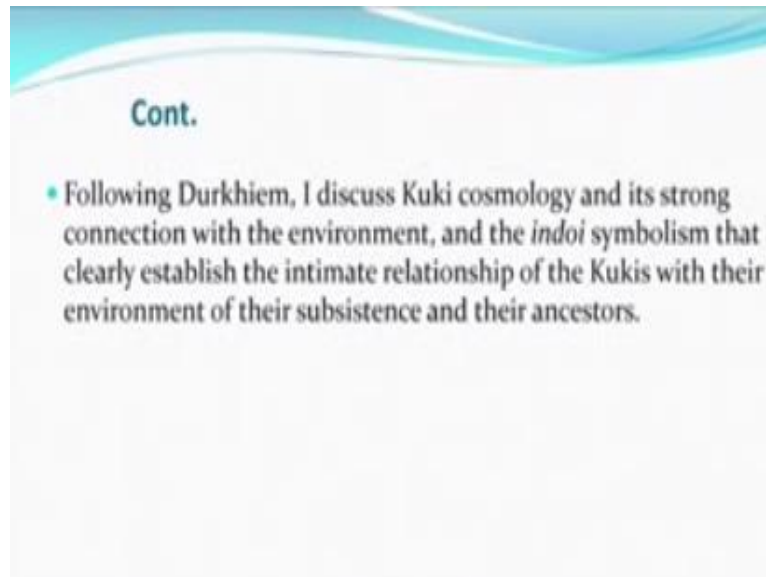 Cont.
• Following Durkhiem, I discuss Kuki cosmology and its strong
connection with the environment, and the indoi symbolism that
clearly establish the intimate relationship of the Kukis with their
environment of their subsistence and their ancestors.